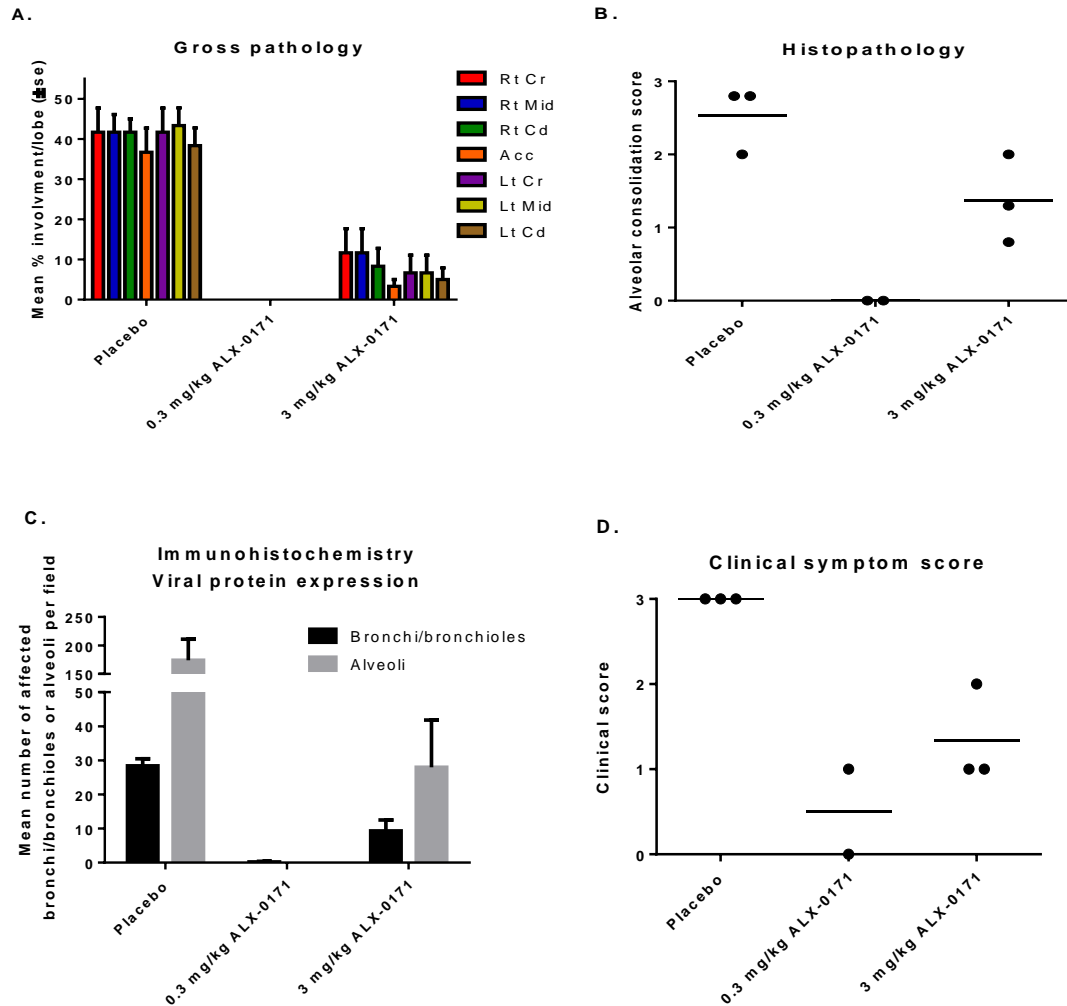 A.
Gross pathology
Mean % involvment/lobe (±se)
50
40
30
20
10
0
Placebo
0.3 mg/kg ALX-0171
3 mg/kg ALX-0171
Rt Cr
Rt Mid
Rt Cd
Acc
Lt Cr
Lt Mid
Lt Cd
B.
Histopathology
Alveolar consolidation score
3
2
1
0
Placebo
0.3 mg/kg ALX-0171
3 mg/kg ALX-0171
C.
Immunohistochemistry
Viral protein expression
Mean number of affected
bronchi/bronchioles or alveoli per field
250
200
150
50
40
30
20
10
0
Placebo
0.3 mg/kg ALX-0171
3 mg/kg ALX-0171
Bronchi/bronchioles
Alveoli
D.
Clinical symptom score
Clinical score
3
2
1
0
Placebo
0.3 mg/kg ALX-0171
3 mg/kg ALX-0171